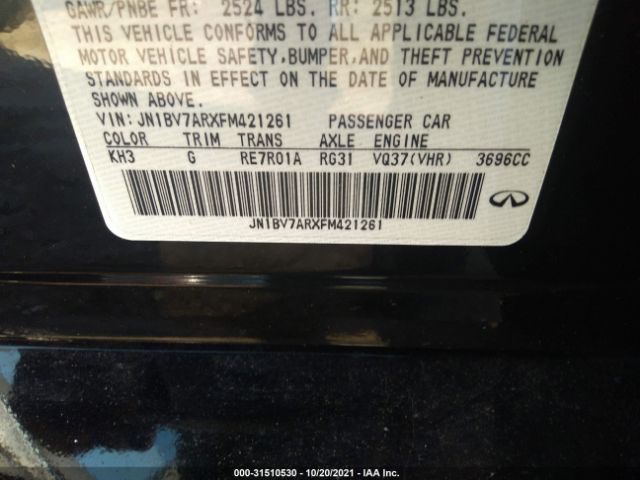 GAWR/PNBE FR: 2524 LBS. RR: 2513 LBS.
THIS VEHICLE CONFORMS TO ALL APPLICABLE FEDERAL
MOTOR VEHICLE SAFETY,BUMPER,AND THEFT PREVENTION
STANDARDS IN EFFECT ON THE DATE OF MANUFACTURE
SHOWN ABOVE.
VIN: JN1BV7ARXFM421261 PASSENGER CAR
COLOR TRIM TRANS AXLE ENGINE
KH3 G RE7R01A RG31 VQ37(VHR) 3696CC
JN1BV7ARXFM421261
000-31510530 - 10/20/2021 - IAA Inc.